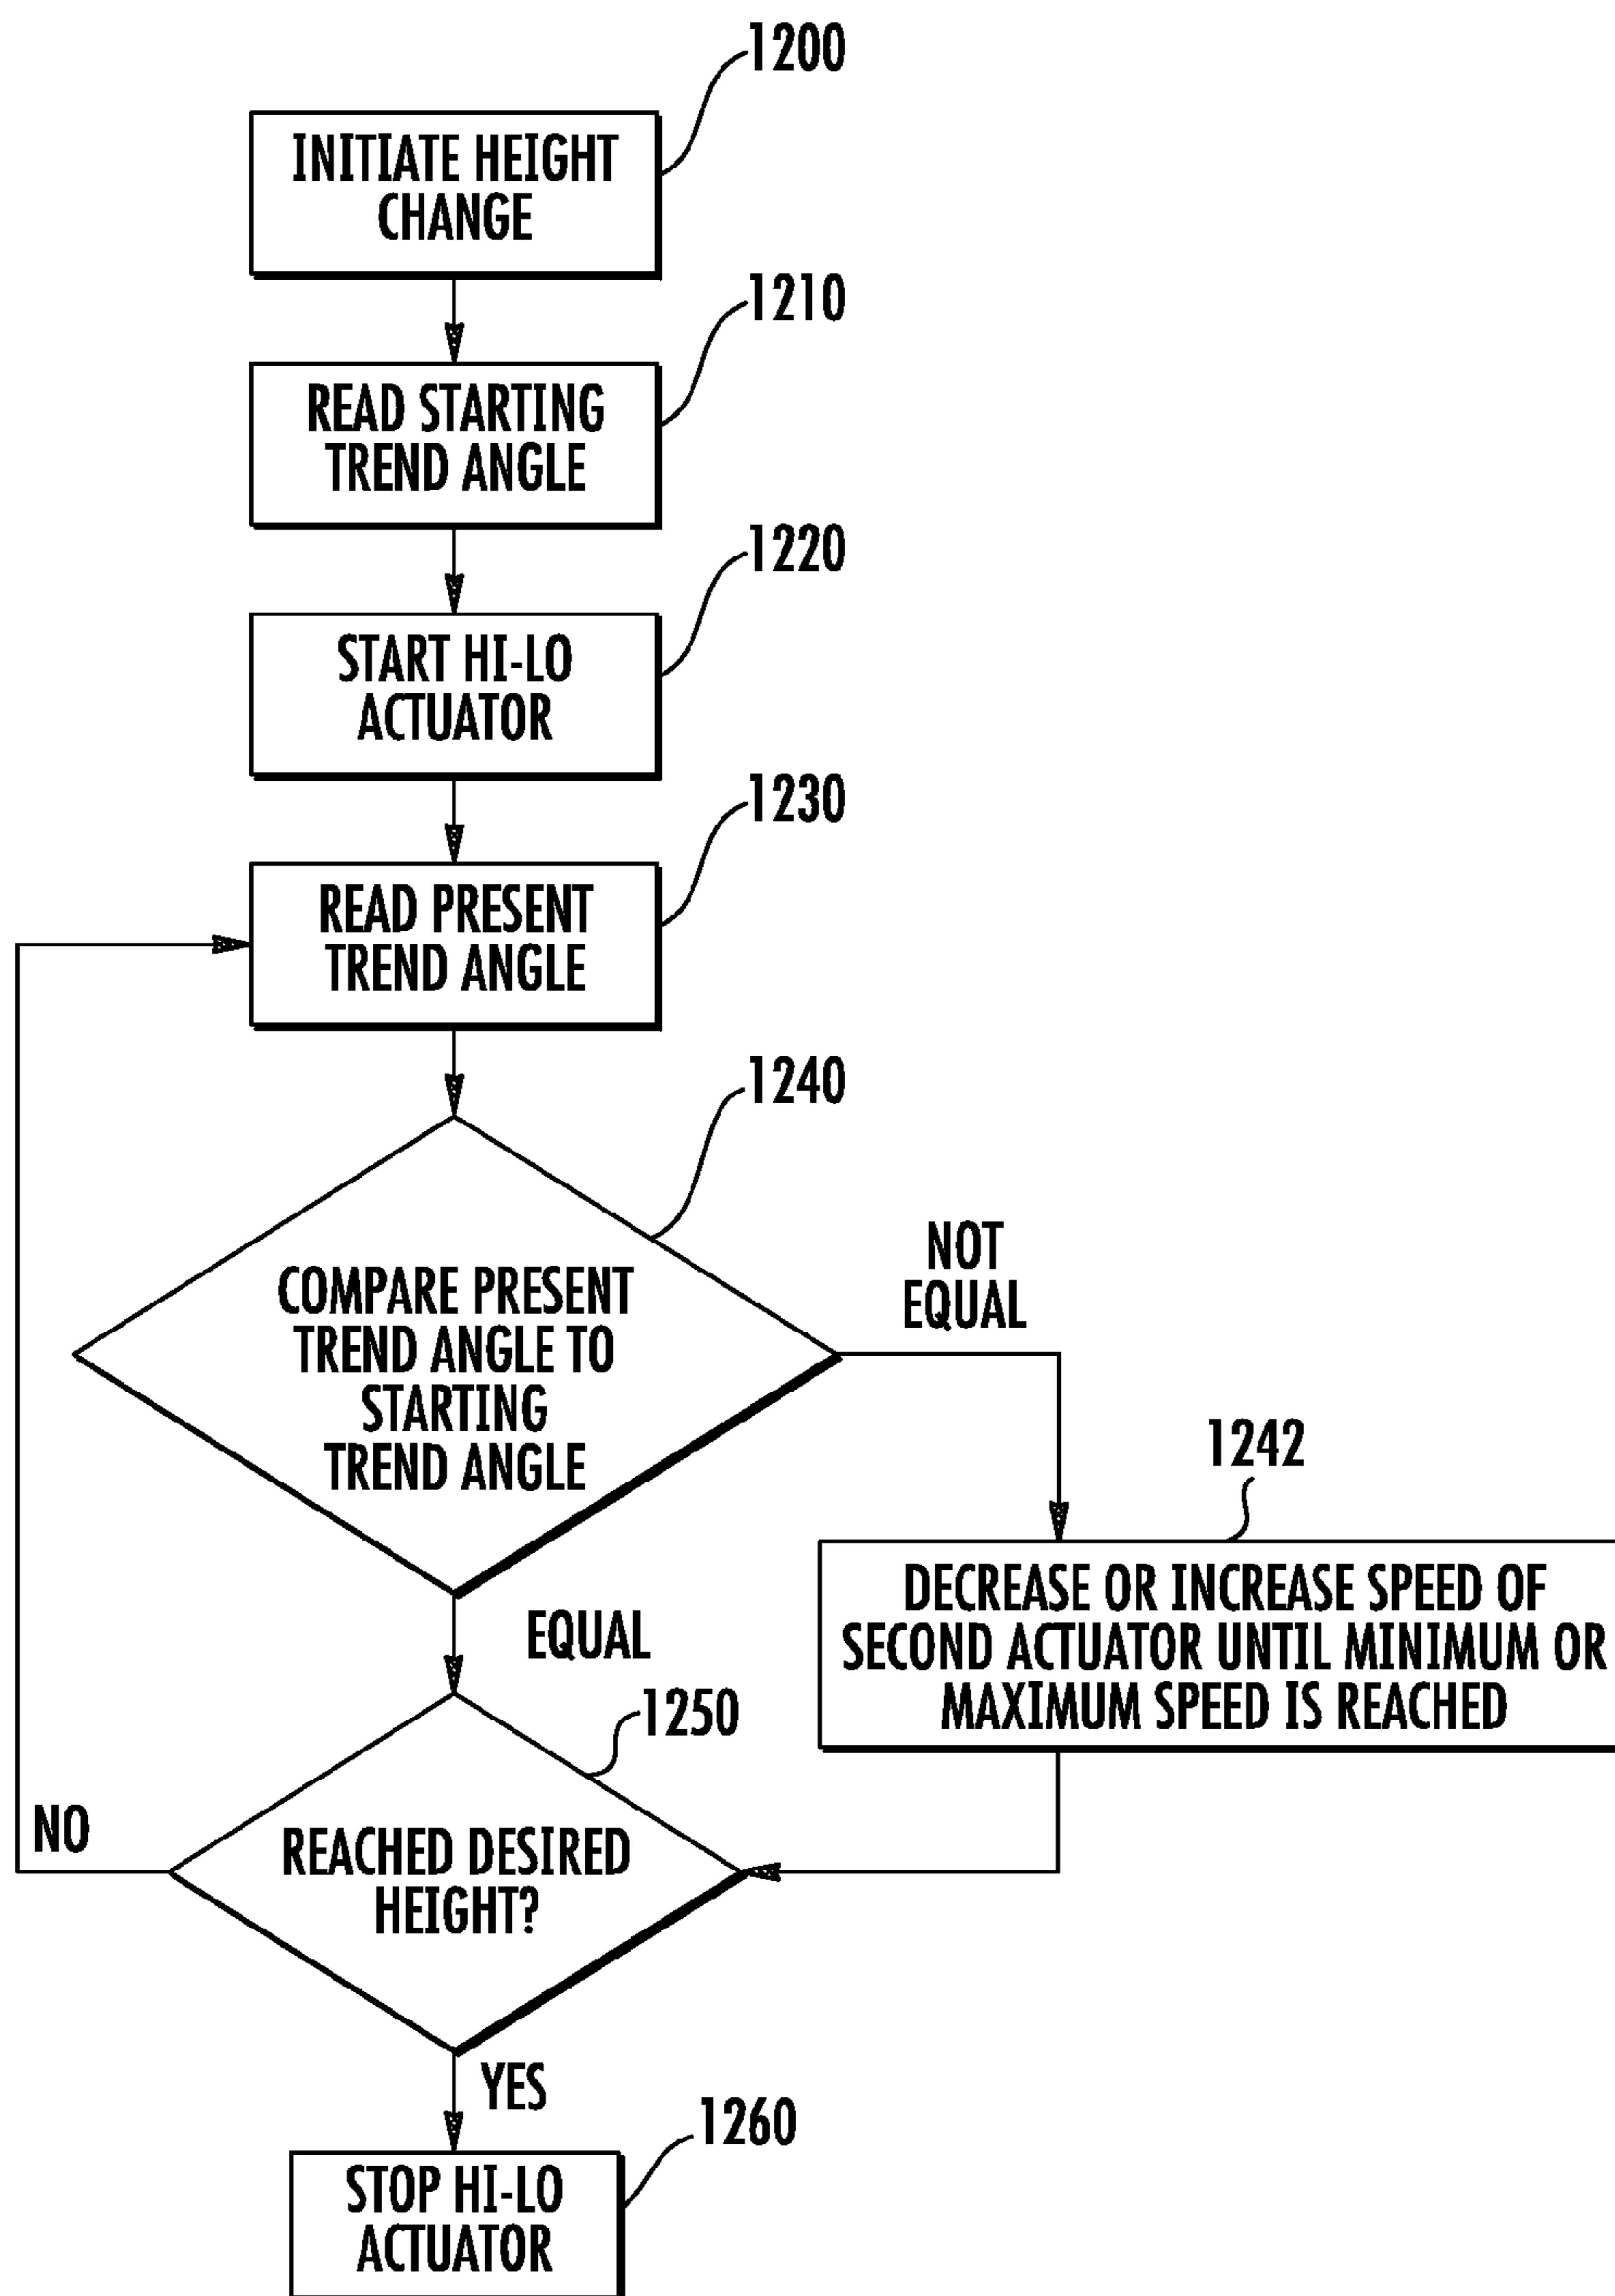 1200
INITIATE HEIGHT
CHANGE
1210
READ STARTING
TREND ANGLE
1220
START HI-LO
ACTUATOR
1230
READ PRESENT
TREND ANGLE
1240
COMPARE PRESENT
TREND ANGLE TO
STARTING
TREND ANGLE
NOT
EQUAL
1242
DECREASE OR INCREASE SPEED OF
SECOND ACTUATOR UNTIL MINIMUM OR
MAXIMUM SPEED IS REACHED
EQUAL
1250
REACHED DESIRED
HEIGHT?
NO
YES
1260
STOP HI-LO
ACTUATOR